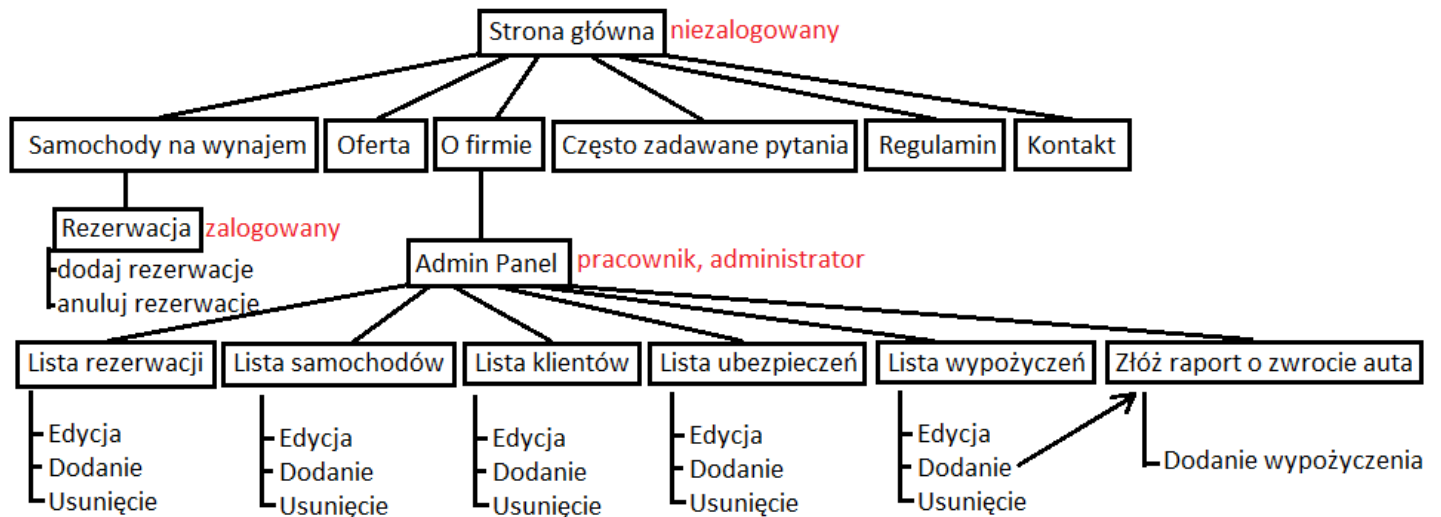 Strona główna niezalogowany
Samochody na wynajem Oferta O firmie Często zadawane pytania Regulamin Kontakt
Rezerwacja zalogowany
dodaj rezerwacje
anuluj rezerwacje
Admin Panel pracownik, administrator
Lista rezerwacji Lista samochodów Lista klientów Lista ubezpieczeń Lista wypożyczeń Złóż raport o zwrocie auta
Edycja Edycja Edycja Edycja Edycja
Dodanie Dodanie Dodanie Dodanie Dodanie Dodanie wypożyczenia
Usunięcie Usunięcie Usunięcie Usunięcie Usunięcie